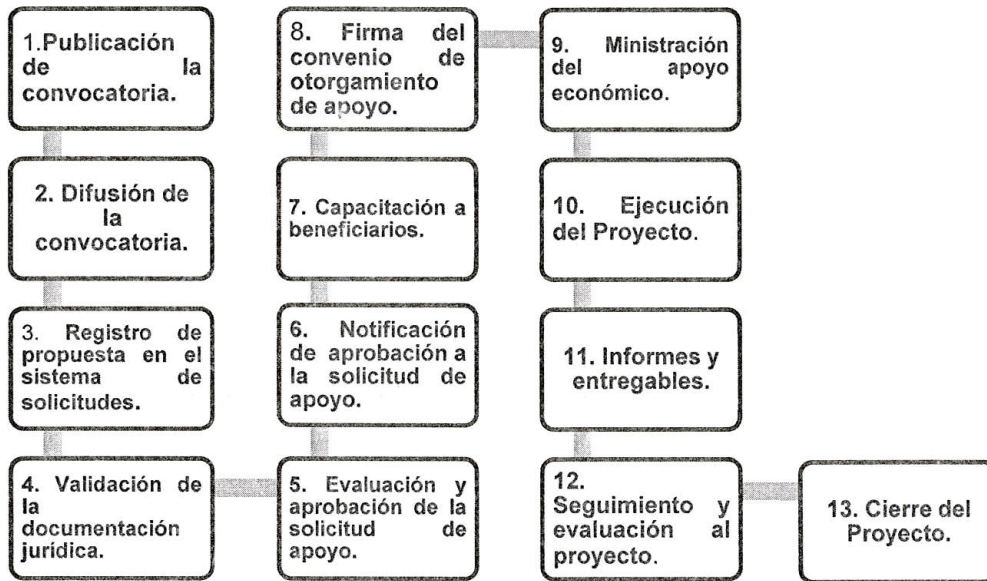 1.Publicación
de la
convocatoria.
2. Difusión de
la
convocatoria.
3. Registro de
propuesta en el
sistema de
solicitudes.
4. Validación de
la
documentación
jurídica.
5. Evaluación y
aprobación de la
solicitud de
apoyo.
6. Notificación
de aprobación a
la solicitud de
apoyo.
7. Capacitación a
beneficiarios.
8. Firma del
convenio de
otorgamiento
de apoyo.
9. Ministración
del apoyo
económico.
10. Ejecución
del Proyecto.
11. Informes y
entregables.
12.
Seguimiento y
evaluación al
proyecto.
13. Cierre del
Proyecto.